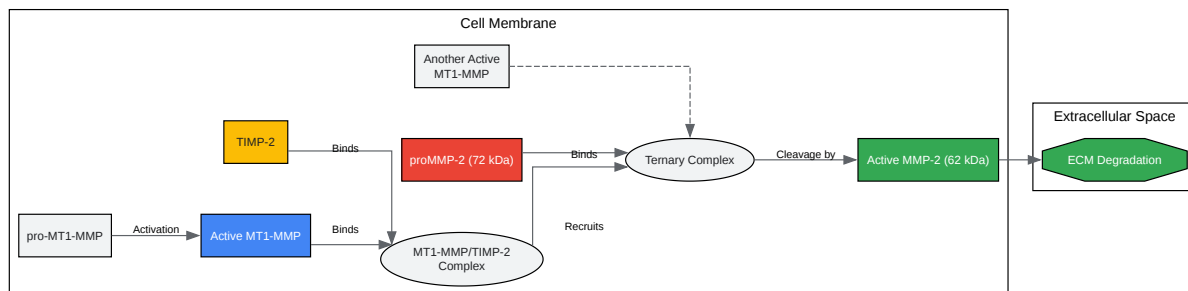 Cell Membrane
Another Active
MT1-MMP
Extracellular Space
TIMP-2
Binds
proMMP-2 (72 kDa)
Binds
Ternary Complex
Cleavage by
Active MMP-2 (62 kDa)
ECM Degradation
pro-MT1-MMP
Activation
Active MT1-MMP
Binds
MT1-MMP/TIMP-2
Complex
Recruits